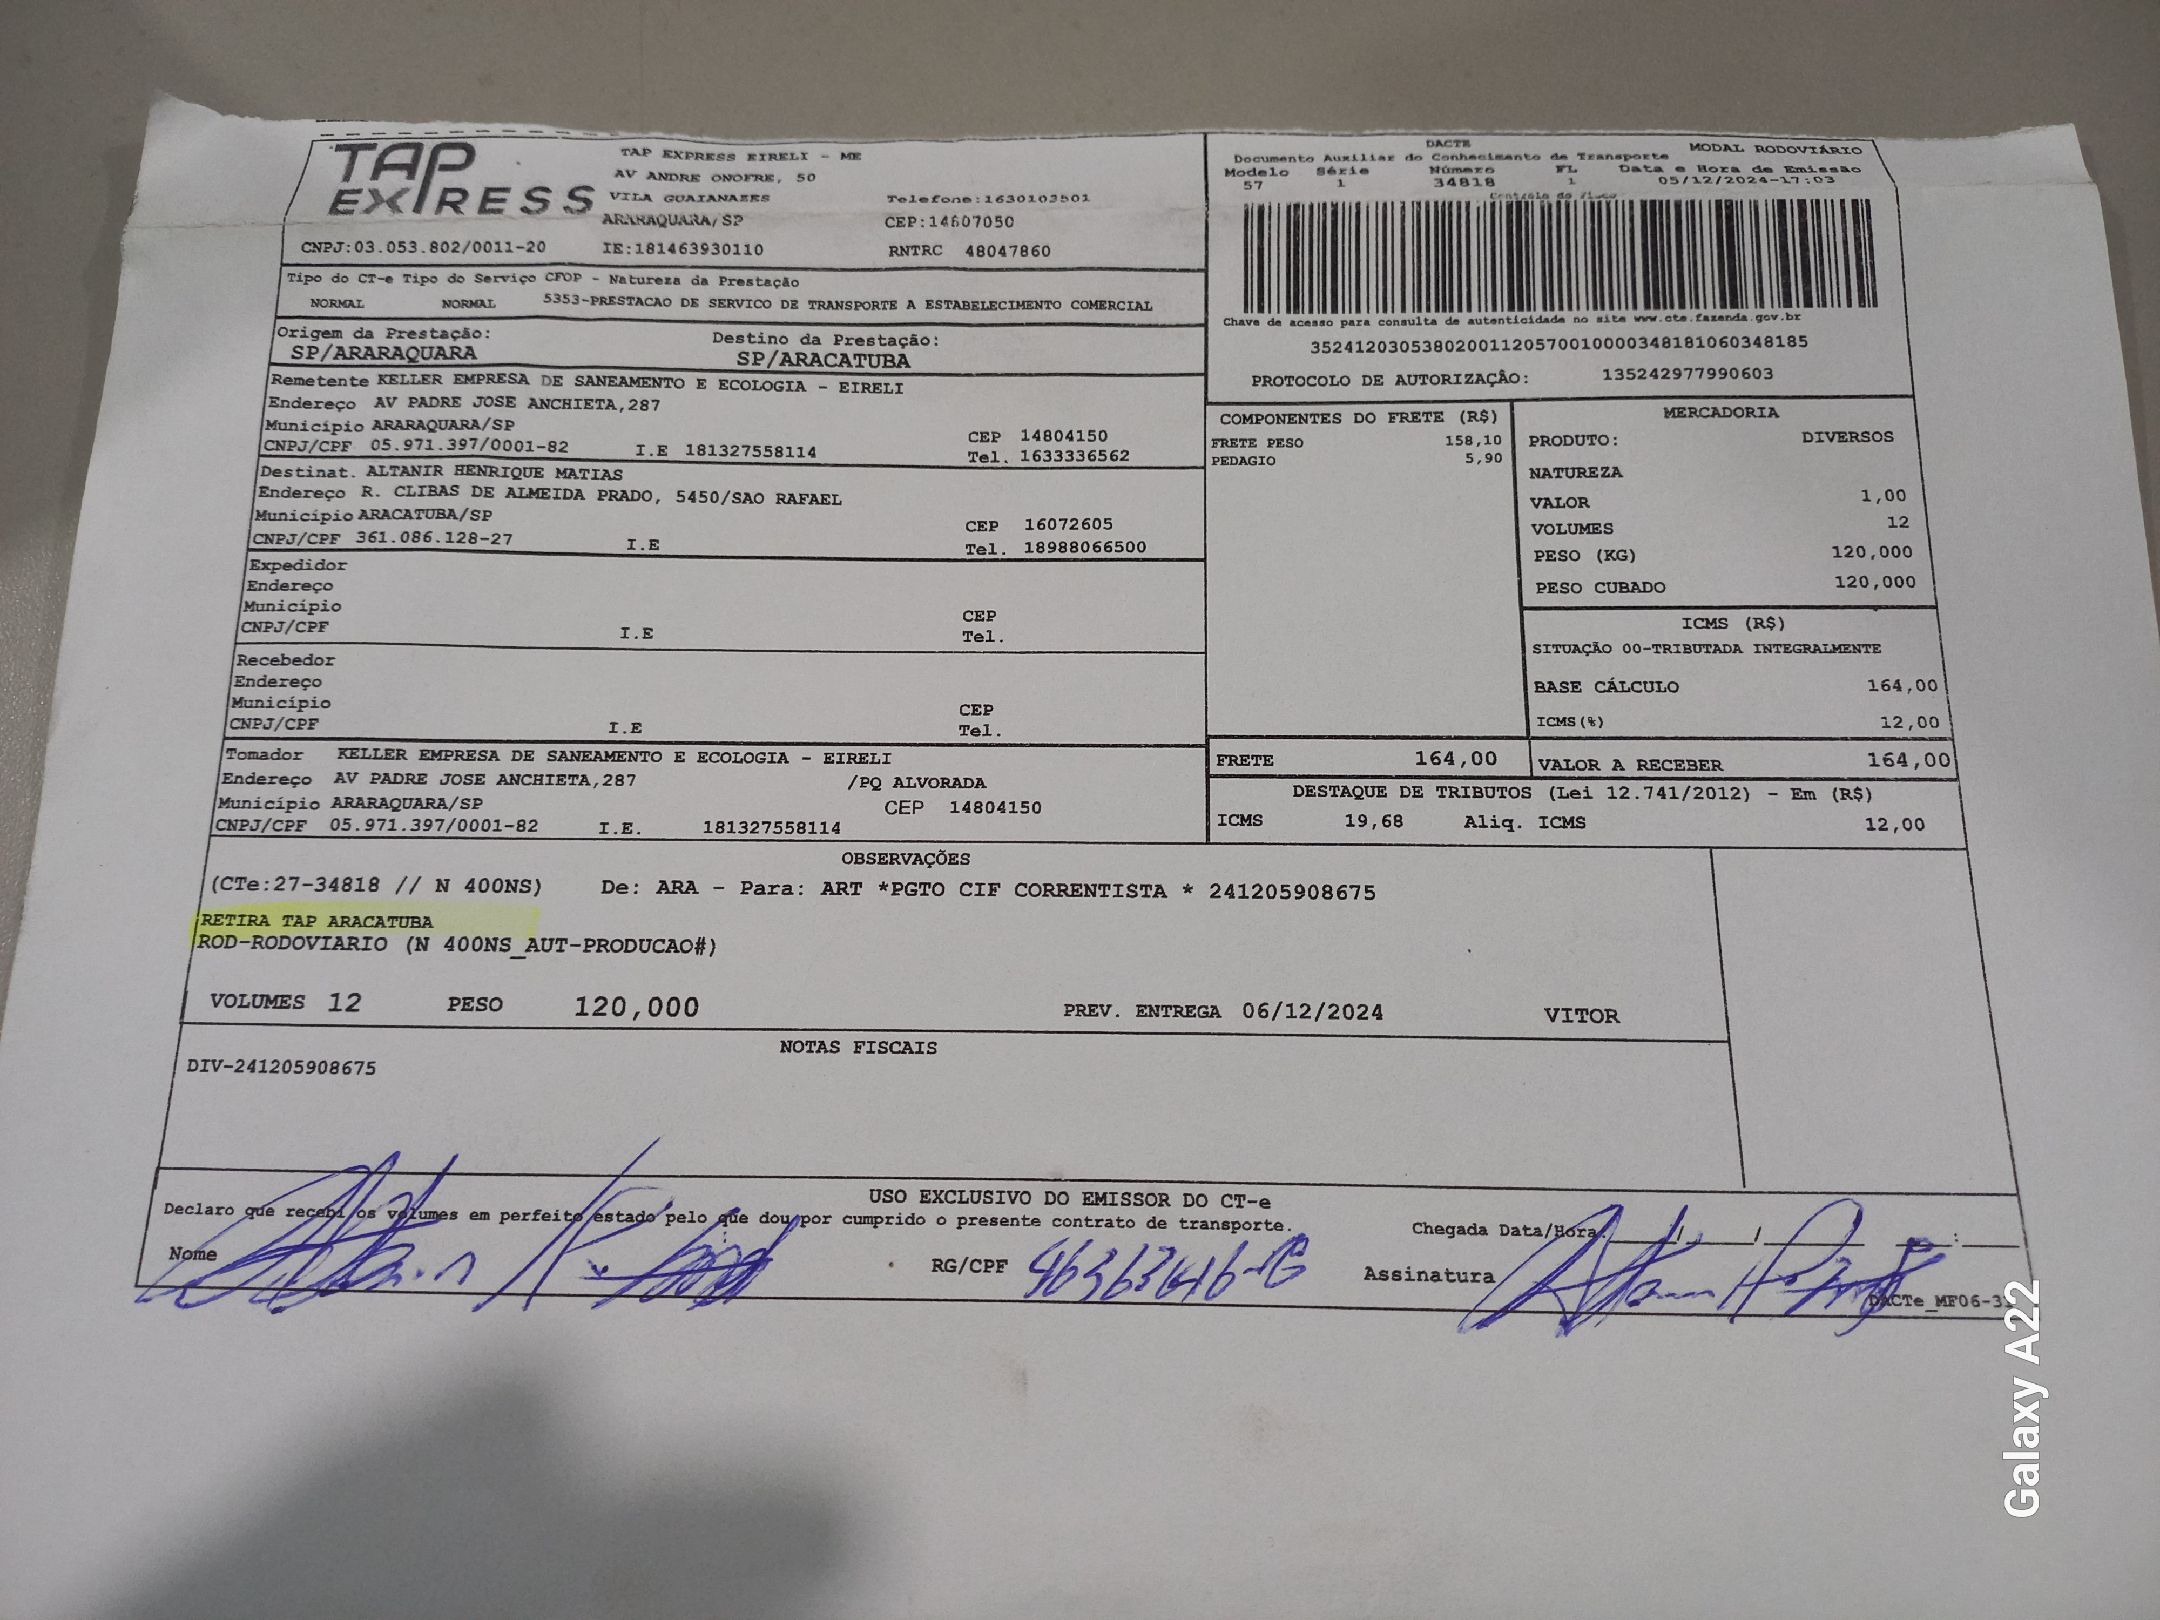 TAP EXPRESS
TAP EXPRESS EIRELI - ME
AV ANDRE ONOFRE, 50
VILA GUAIANAZES Telefone:1630103501
ARARAQUARA/SP CEP:14807050
CNPJ:03.053.802/0011-20 IE:181463930110 RNTRC 48047860
DACTE
Documento Auxiliar do Conhecimento de Transporte MODAL RODOVIÁRIO
Modelo Série Número FL Data e Hora de Emissão
57 1 34818 1 05/12/2024-17:03
Controle do Fisco
Chave de acesso para consulta de autenticidade no site www.cte.fazenda.gov.br
35241203053802001120570010000348181060348185
PROTOCOLO DE AUTORIZAÇÃO: 135242977990603
Tipo do CT-e Tipo do Serviço CFOP - Natureza da Prestação
NORMAL NORMAL 5353-PRESTACAO DE SERVICO DE TRANSPORTE A ESTABELECIMENTO COMERCIAL
Origem da Prestação: Destino da Prestação:
SP/ARARAQUARA SP/ARACATUBA
Remetente KELLER EMPRESA DE SANEAMENTO E ECOLOGIA - EIRELI
Endereço AV PADRE JOSE ANCHIETA,287
Município ARARAQUARA/SP CEP 14804150
CNPJ/CPF 05.971.397/0001-82 I.E 181327558114 Tel. 1633336562
Destinat. ALTANIR HENRIQUE MATIAS
Endereço R. CLIBAS DE ALMEIDA PRADO, 5450/SAO RAFAEL
Município ARACATUBA/SP CEP 16072605
CNPJ/CPF 361.086.128-27 I.E Tel. 18988066500
Expedidor
Endereço
Município CEP
CNPJ/CPF I.E Tel.
Recebedor
Endereço
Município CEP
CNPJ/CPF I.E Tel.
Tomador KELLER EMPRESA DE SANEAMENTO E ECOLOGIA - EIRELI
Endereço AV PADRE JOSE ANCHIETA,287 /PQ ALVORADA
Município ARARAQUARA/SP CEP 14804150
CNPJ/CPF 05.971.397/0001-82 I.E. 181327558114
COMPONENTES DO FRETE (R$)
FRETE PESO 158,10
PEDAGIO 5,90
MERCADORIA
PRODUTO: DIVERSOS
NATUREZA
VALOR 1,00
VOLUMES 12
PESO (KG) 120,000
PESO CUBADO 120,000
ICMS (R$)
SITUAÇÃO 00-TRIBUTADA INTEGRALMENTE
BASE CÁLCULO 164,00
ICMS(%) 12,00
FRETE 164,00 VALOR A RECEBER 164,00
DESTAQUE DE TRIBUTOS (Lei 12.741/2012) - Em (R$)
ICMS 19,68 Aliq. ICMS 12,00
OBSERVAÇÕES
(CTe:27-34818 // N 400NS) De: ARA - Para: ART *PGTO CIF CORRENTISTA * 241205908675
RETIRA TAP ARACATUBA
ROD-RODOVIARIO (N 400NS_AUT-PRODUCAO#)
VOLUMES 12 PESO 120,000 PREV. ENTREGA 06/12/2024 VITOR
NOTAS FISCAIS
DIV-241205908675
USO EXCLUSIVO DO EMISSOR DO CT-e
Declaro que recebi os volumes em perfeito estado pelo que dou por cumprido o presente contrato de transporte. Chegada Data/Hora: / / :
Nome RG/CPF Assinatura
DACTe_MF06-31
Galaxy A22